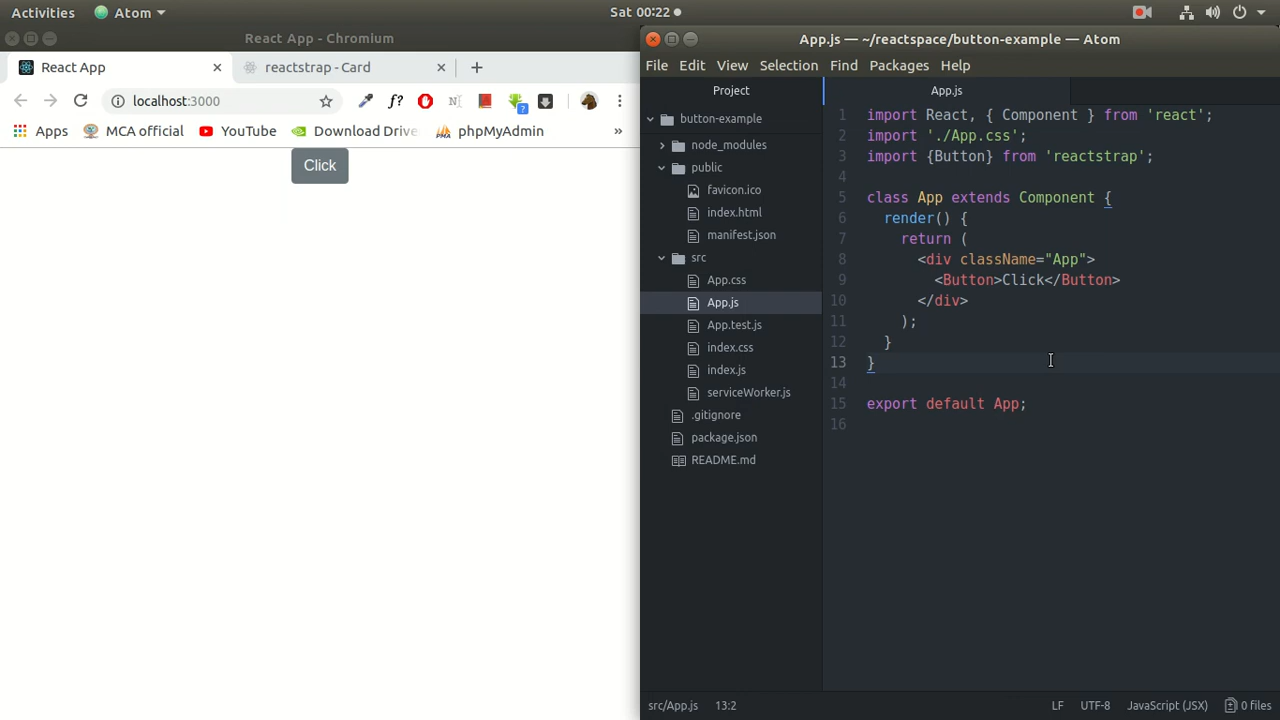 Activities Atom Sat 00:22
React App - Chromium
React App reactstrap - Card
localhost:3000 f?
Apps MCA official YouTube Download Drive phpMyAdmin »
Click
App.js — ~/reactspace/button-example — Atom
File Edit View Selection Find Packages Help
Project
button-example
node_modules
public
favicon.ico
index.html
manifest.json
src
App.css
App.js
App.test.js
index.css
index.js
serviceWorker.js
.gitignore
package.json
README.md
App.js
1 import React, { Component } from 'react';
2 import './App.css';
3 import {Button} from 'reactstrap';
4
5 class App extends Component {
6 render() {
7 return (
8 <div className="App">
9 <Button>Click</Button>
10 </div>
11 );
12 }
13 }
14
15 export default App;
16
src/App.js 13:2 LF UTF-8 JavaScript (JSX) 0 files